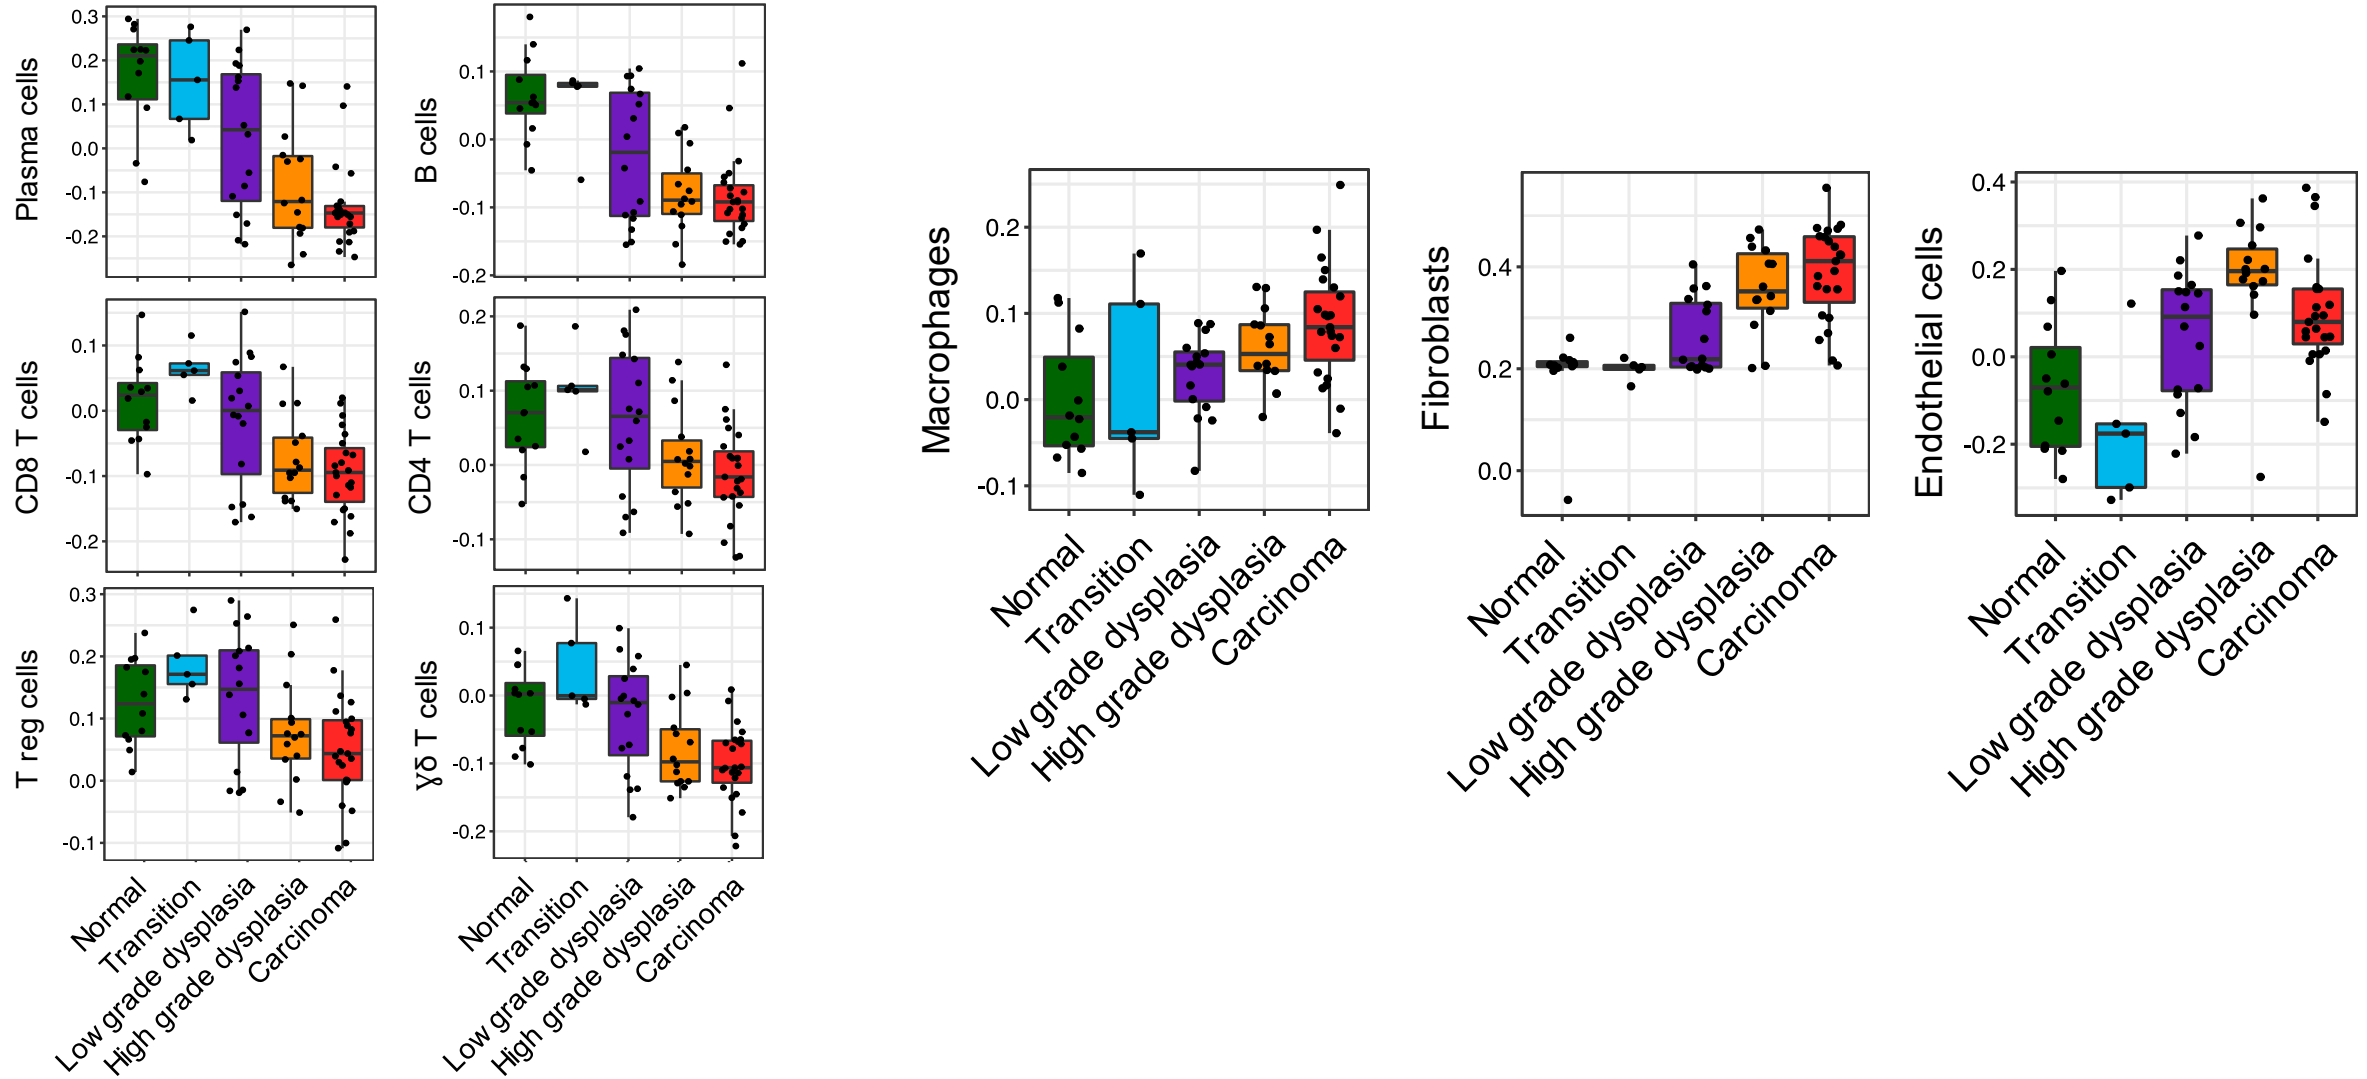 Plasma cells
0.3
0.2
0.1
0.0
-0.1
-0.2
B cells
0.1
0.0
-0.1
-0.2
CD8 T cells
0.1
0.0
-0.1
-0.2
CD4 T cells
0.2
0.1
0.0
-0.1
T reg cells
0.3
0.2
0.1
0.0
-0.1
γδ T cells
0.1
0.0
-0.1
-0.2
Normal
Transition
Low grade dysplasia
High grade dysplasia
Carcinoma
Normal
Transition
Low grade dysplasia
High grade dysplasia
Carcinoma
Macrophages
0.2
0.1
0.0
-0.1
Normal
Transition
Low grade dysplasia
High grade dysplasia
Carcinoma
Fibroblasts
0.4
0.2
0.0
Normal
Transition
Low grade dysplasia
High grade dysplasia
Carcinoma
Endothelial cells
0.4
0.2
0.0
-0.2
Normal
Transition
Low grade dysplasia
High grade dysplasia
Carcinoma